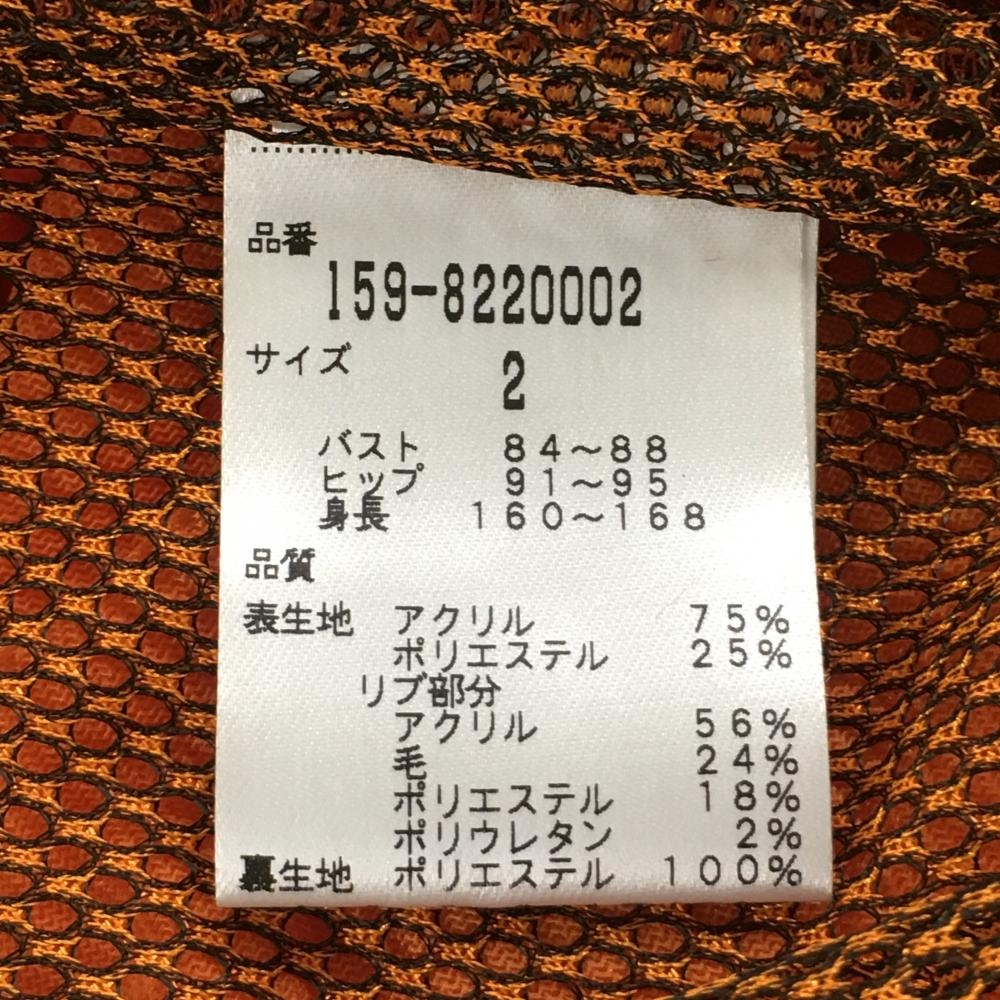 品番
159-8220002
サイズ 2
バスト 84~88
ヒップ 91~95
身長 160~168
品質
表生地 アクリル 75%
ポリエステル 25%
リブ部分
アクリル 56%
毛 24%
ポリエステル 18%
ポリウレタン 2%
裏生地 ポリエステル 100%